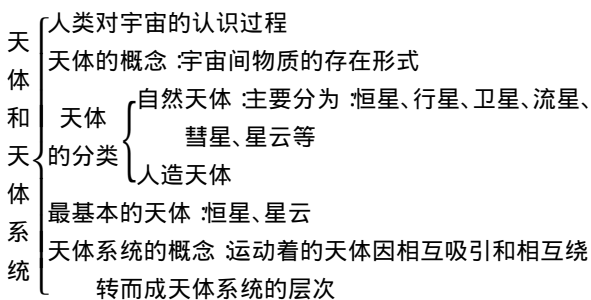 天体和天体系统
人类对宇宙的认识过程
天体的概念:宇宙间物质的存在形式
天体的分类
自然天体:主要分为:恒星、行星、卫星、流星、
彗星、星云等
人造天体
最基本的天体:恒星、星云
天体系统的概念:运动着的天体因相互吸引和相互绕
转而成天体系统的层次